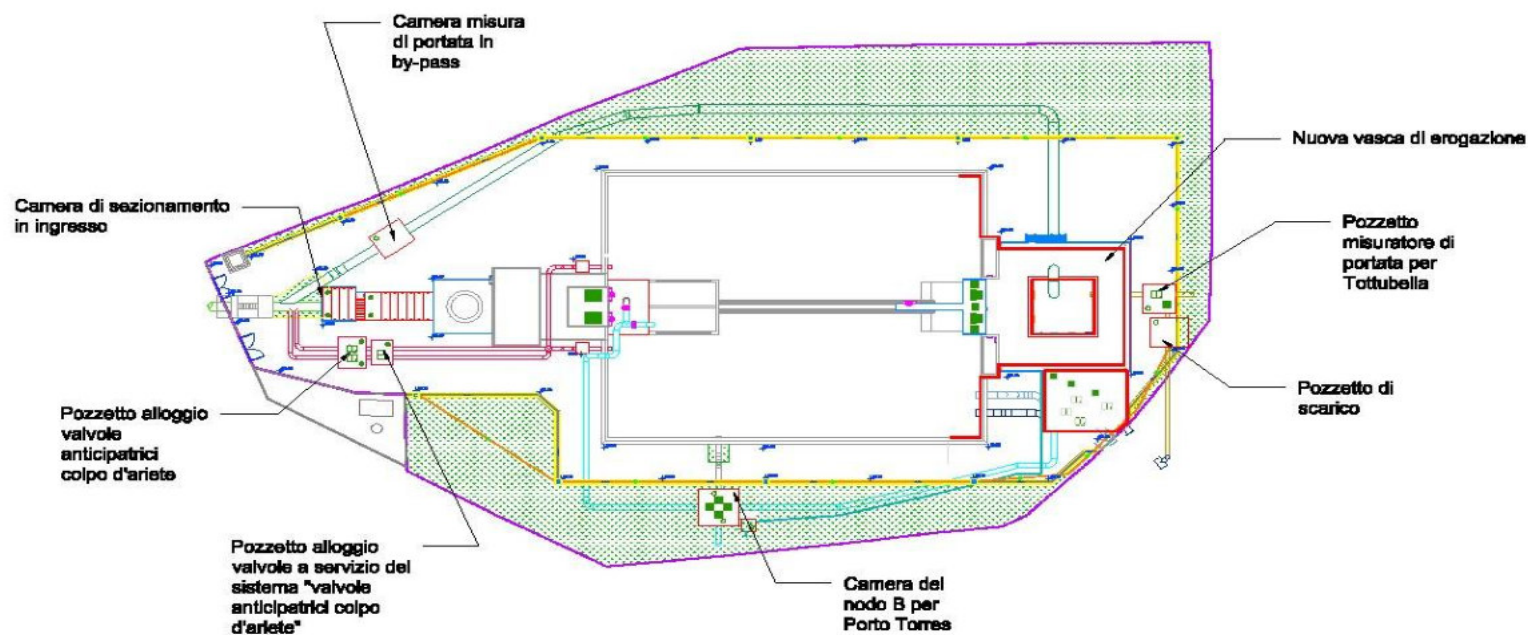 Camera misura
di portata in
by-pass
Nuova vasca di erogazione
Camera di sezionamento
in ingresso
Pozzetto
misuratore di
portata per
Tottubella
Pozzetto di
scarico
Pozzetto alloggio
valvole
anticipatrici
colpo d'ariete
Pozzetto alloggio
valvole a servizio del
sistema "valvole
anticipatrici colpo
d'ariete"
Camera del
nodo B per
Porto Torres